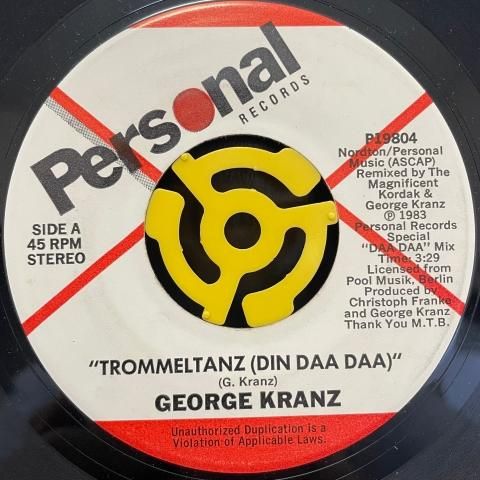 Personal
RECORDS
SIDE A
45 RPM
STEREO
P19804
Nordton/Personal
Music (ASCAP)
Remixed by The
Magnificent
Kordak &
George Kranz
℗ 1983
Personal Records
Special
"DAA DAA" Mix
Time: 3:29
Licensed from
Pool Musik, Berlin
Produced by
Christoph Franke
and George Kranz
Thank You M.T.B.
"TROMMELTANZ (DIN DAA DAA)"
(G. Kranz)
GEORGE KRANZ
Unauthorized Duplication is a
Violation of Applicable Laws.